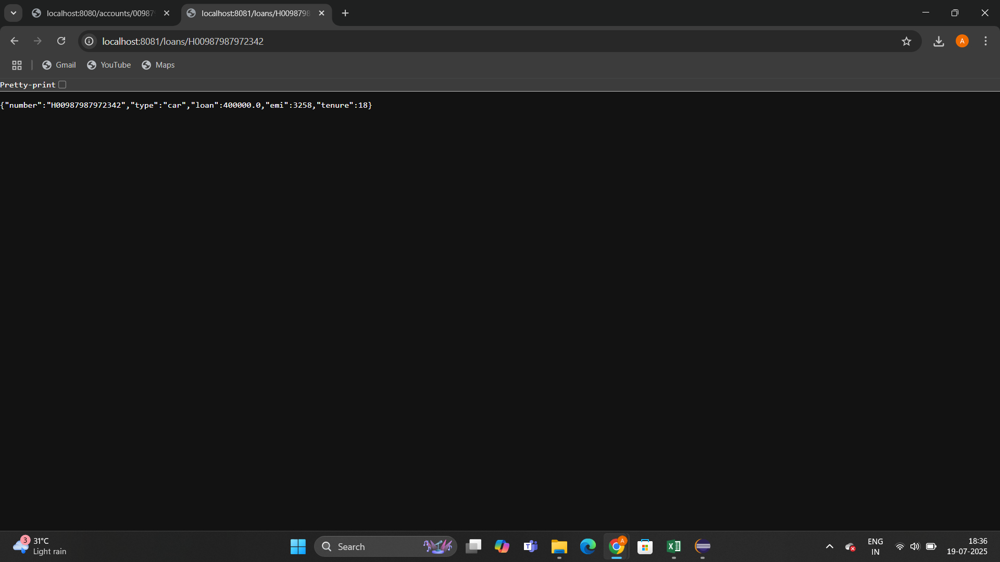 localhost:8080/accounts/00987
localhost:8081/loans/H0098798
localhost:8081/loans/H00987987972342
A
Gmail
YouTube
Maps
Pretty-print
{"number":"H00987987972342","type":"car","loan":400000.0,"emi":3258,"tenure":18}
3
31°C
Light rain
Search
A
ENG
IN
18:36
19-07-2025